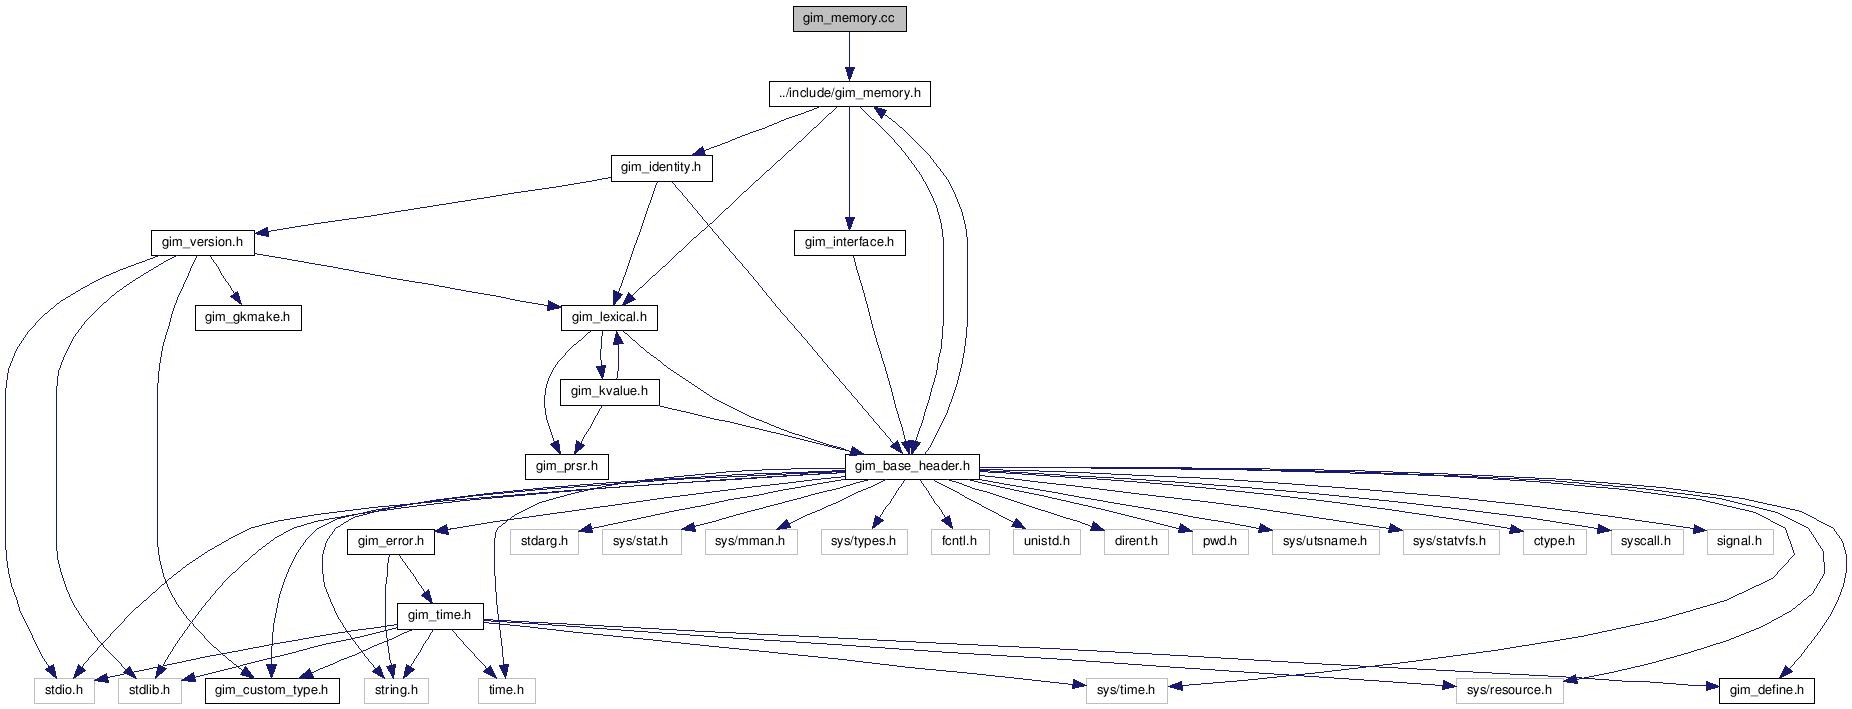 gim_memory.cc
../include/gim_memory.h
gim_identity.h
gim_version.h
gim_interface.h
gim_gkmake.h
gim_lexical.h
gim_kvalue.h
gim_prsr.h
gim_base_header.h
gim_error.h
stdarg.h
sys/stat.h
sys/mman.h
sys/types.h
fcntl.h
unistd.h
dirent.h
pwd.h
sys/utsname.h
sys/statvfs.h
ctype.h
syscall.h
signal.h
gim_time.h
stdio.h
stdlib.h
gim_custom_type.h
string.h
time.h
sys/time.h
sys/resource.h
gim_define.h